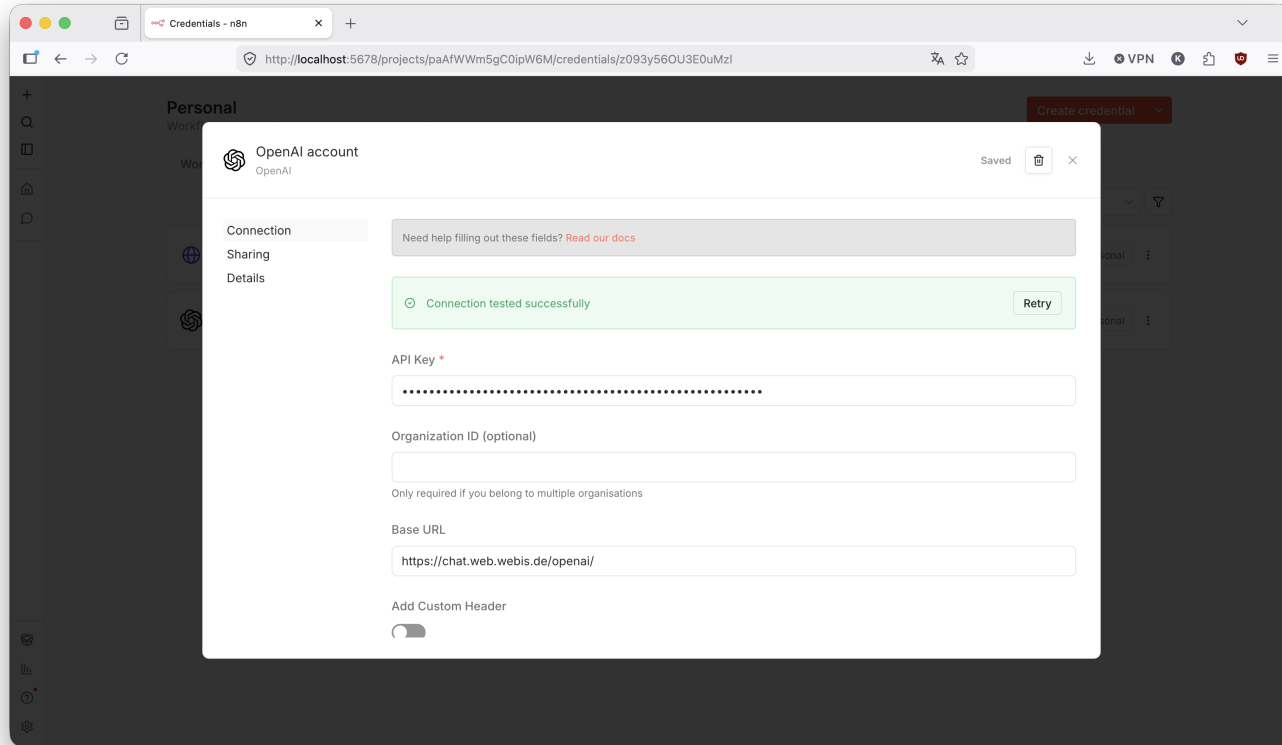 Credentials - n8n
http://localhost:5678/projects/paAfWWm5gC0ipW6M/credentials/z093y56OU3E0uMzl
VPN
K
Personal
Create credential
OpenAI account
OpenAI
Saved
Connection
Sharing
Details
Need help filling out these fields? Read our docs
Connection tested successfully
Retry
API Key *
Organization ID (optional)
Only required if you belong to multiple organisations
Base URL
https://chat.web.webis.de/openai/
Add Custom Header